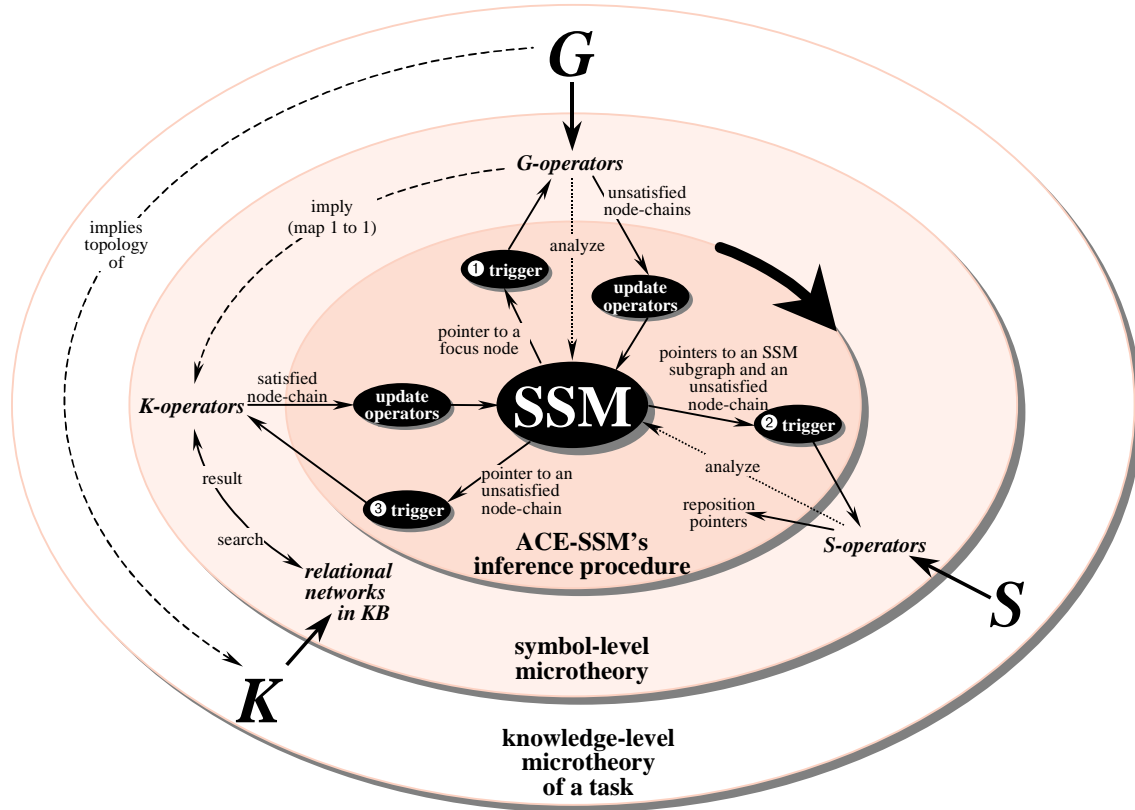 G
G-operators
unsatisfied
node-chains
imply
(map 1 to 1)
implies
topology
of
analyze
1 trigger
update
operators
pointer to a
focus node
pointers to an SSM
subgraph and an
unsatisfied
node-chain
satisfied
node-chain
K-operators
update
operators
SSM
2 trigger
analyze
result
pointer to an
unsatisfied
node-chain
3 trigger
reposition
pointers
search
ACE-SSM's
inference procedure
S-operators
relational
networks
in KB
S
symbol-level
microtheory
K
knowledge-level
microtheory
of a task